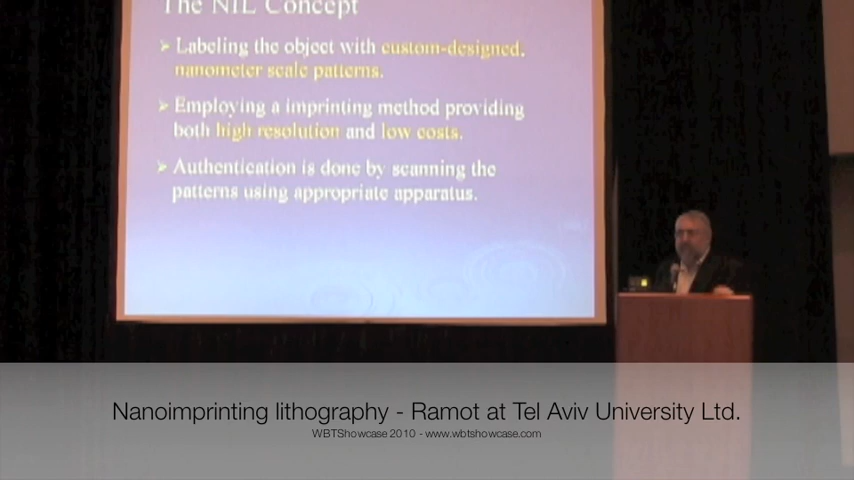 The NIL Concept
➢ Labeling the object with custom-designed,
nanometer scale patterns.
➢ Employing a imprinting method providing
both high resolution and low costs.
➢ Authentication is done by scanning the
patterns using appropriate apparatus.
Nanoimprinting lithography - Ramot at Tel Aviv University Ltd.
WBTShowcase 2010 - www.wbtshowcase.com